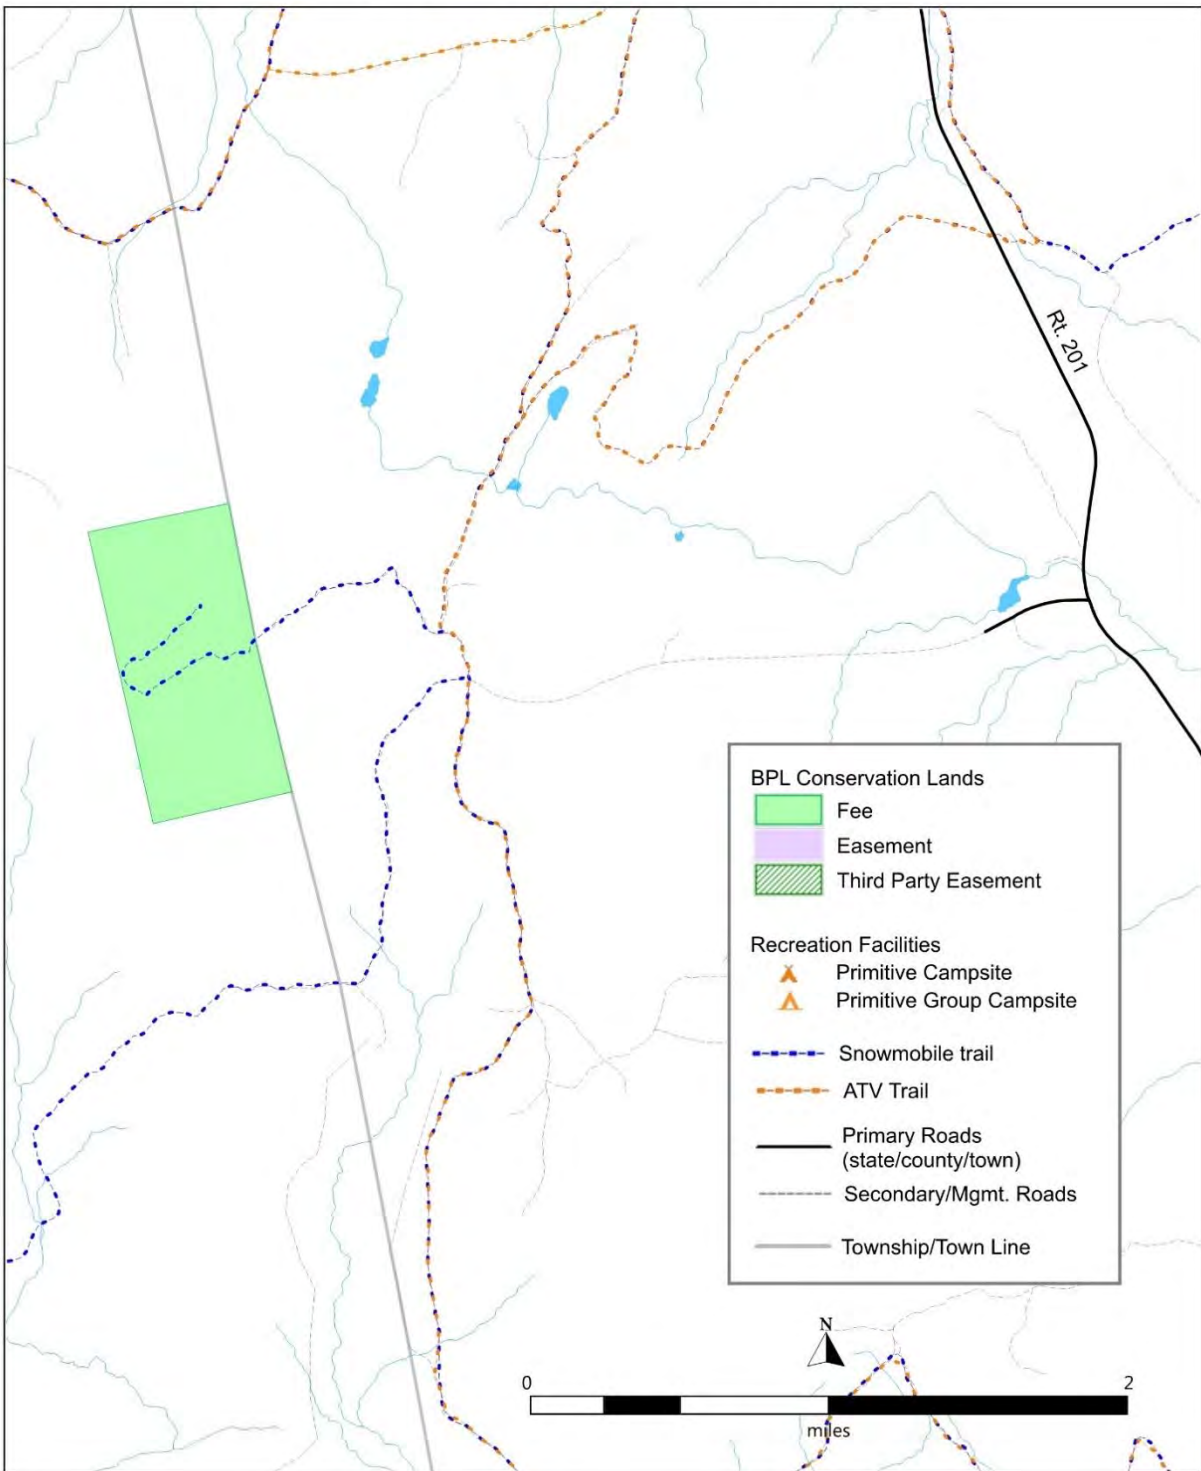 Rt. 201
BPL Conservation Lands
Fee
Easement
Third Party Easement
Recreation Facilities
Primitive Campsite
Primitive Group Campsite
Snowmobile trail
ATV Trail
Primary Roads
(state/county/town)
Secondary/Mgmt. Roads
Township/Town Line
N
0 2
miles